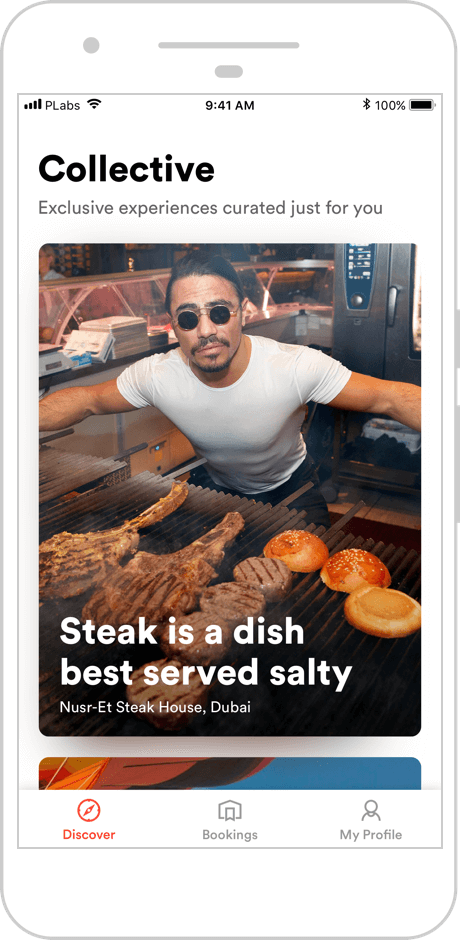 PLabs
9:41 AM
100%
Collective
Exclusive experiences curated just for you
Steak is a dish
best served salty
Nusr-Et Steak House, Dubai
Discover
Bookings
My Profile